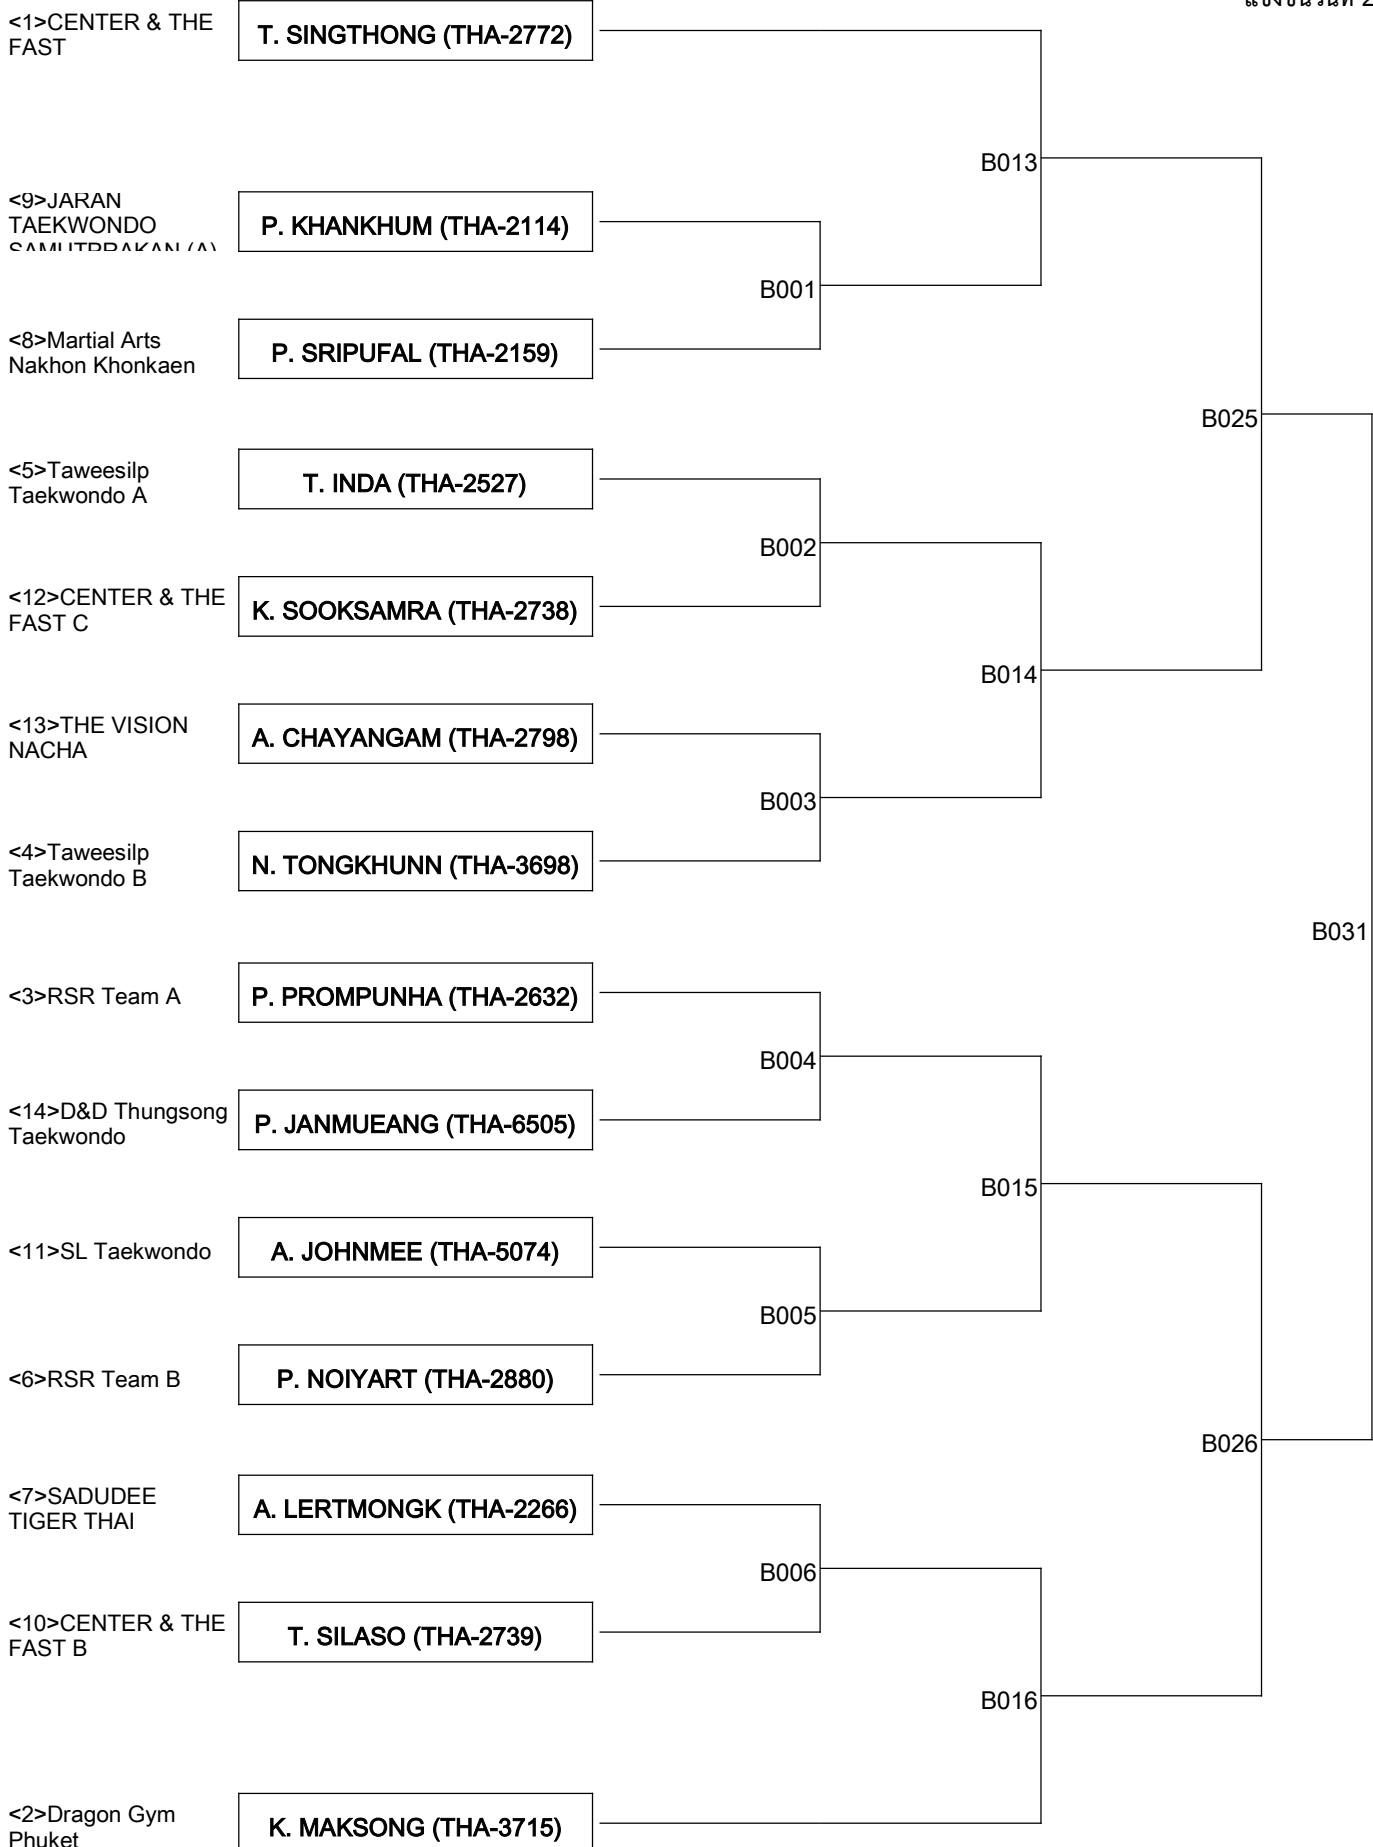 <1>CENTER & THE
FAST
T. SINGTHONG (THA-2772)
B013
<9>JARAN
TAEKWONDO
SAMUTPRAKAN (A)
P. KHANKHUM (THA-2114)
B001
<8>Martial Arts
Nakhon Khonkaen
P. SRIPUFAL (THA-2159)
B025
<5>Taweesilp
Taekwondo A
T. INDA (THA-2527)
B002
<12>CENTER & THE
FAST C
K. SOOKSAMRA (THA-2738)
B014
<13>THE VISION
NACHA
A. CHAYANGAM (THA-2798)
B003
<4>Taweesilp
Taekwondo B
N. TONGKHUNN (THA-3698)
B031
<3>RSR Team A
P. PROMPUNHA (THA-2632)
B004
<14>D&D Thungsong
Taekwondo
P. JANMUEANG (THA-6505)
B015
<11>SL Taekwondo
A. JOHNMEE (THA-5074)
B005
<6>RSR Team B
P. NOIYART (THA-2880)
B026
<7>SADUDEE
TIGER THAI
A. LERTMONGK (THA-2266)
B006
<10>CENTER & THE
FAST B
T. SILASO (THA-2739)
B016
<2>Dragon Gym
Phuket
K. MAKSONG (THA-3715)